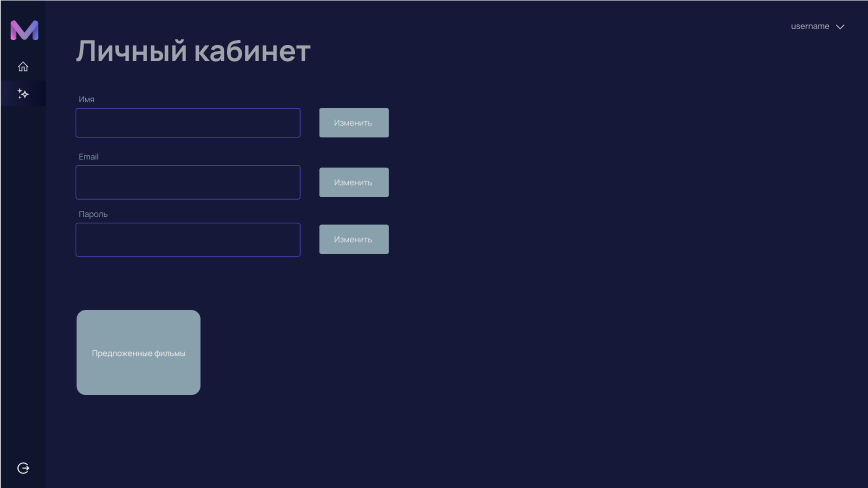 username
Личный кабинет
Имя
Изменить
Email
Изменить
Пароль
Изменить
Предложенные фильмы